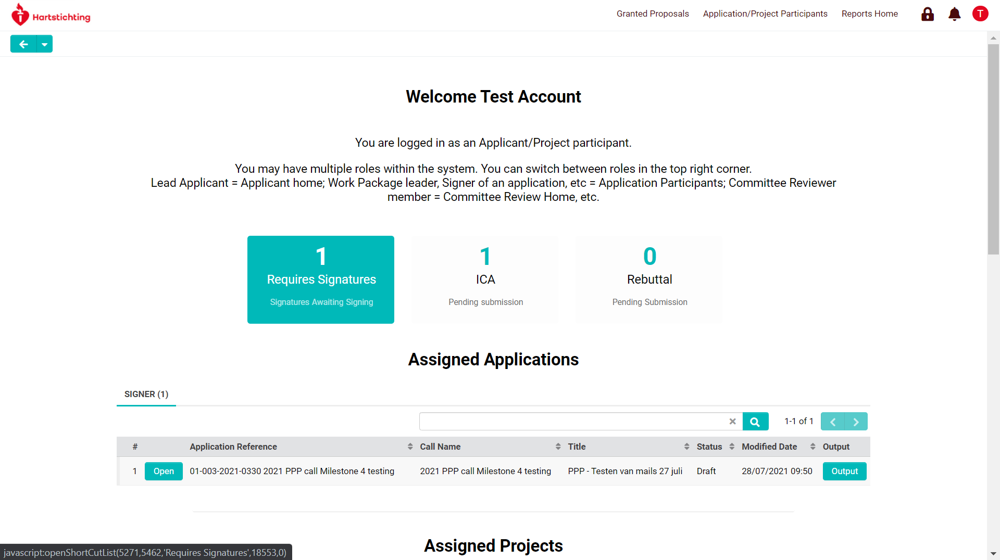 Hartstichting
Granted Proposals Application/Project Participants Reports Home T
Welcome Test Account
You are logged in as an Applicant/Project participant.
You may have multiple roles within the system. You can switch between roles in the top right corner.
Lead Applicant = Applicant home; Work Package leader, Signer of an application, etc = Application Participants; Committee Reviewer
member = Committee Review Home, etc.
1
Requires Signatures
Signatures Awaiting Signing
1
ICA
Pending submission
0
Rebuttal
Pending Submission
Assigned Applications
SIGNER (1)
1-1 of 1
# Application Reference Call Name Title Status Modified Date Output
1 Open 01-003-2021-0330 2021 PPP call Milestone 4 testing 2021 PPP call Milestone 4 testing PPP - Testen van mails 27 juli Draft 28/07/2021 09:50 Output
Assigned Projects
javascript:openShortCutList(5271,5462,'Requires Signatures',18553,0)